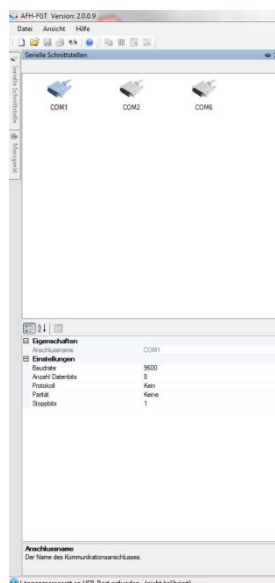 AFH-FGT Version: 2.0.0.9
Datei Ansicht Hilfe
Serielle Schnittstellen
Serielle Schnittstelle
Messgerät
COM1 COM2 COM6
Eigenschaften
Anschlussname COM1
Einstellungen
Baudrate 9600
Anzahl Datenbits 8
Protokoll Kein
Parität Keine
Stoppbits 1
Anschlussname
Der Name des Kommunikationsanschlusses.